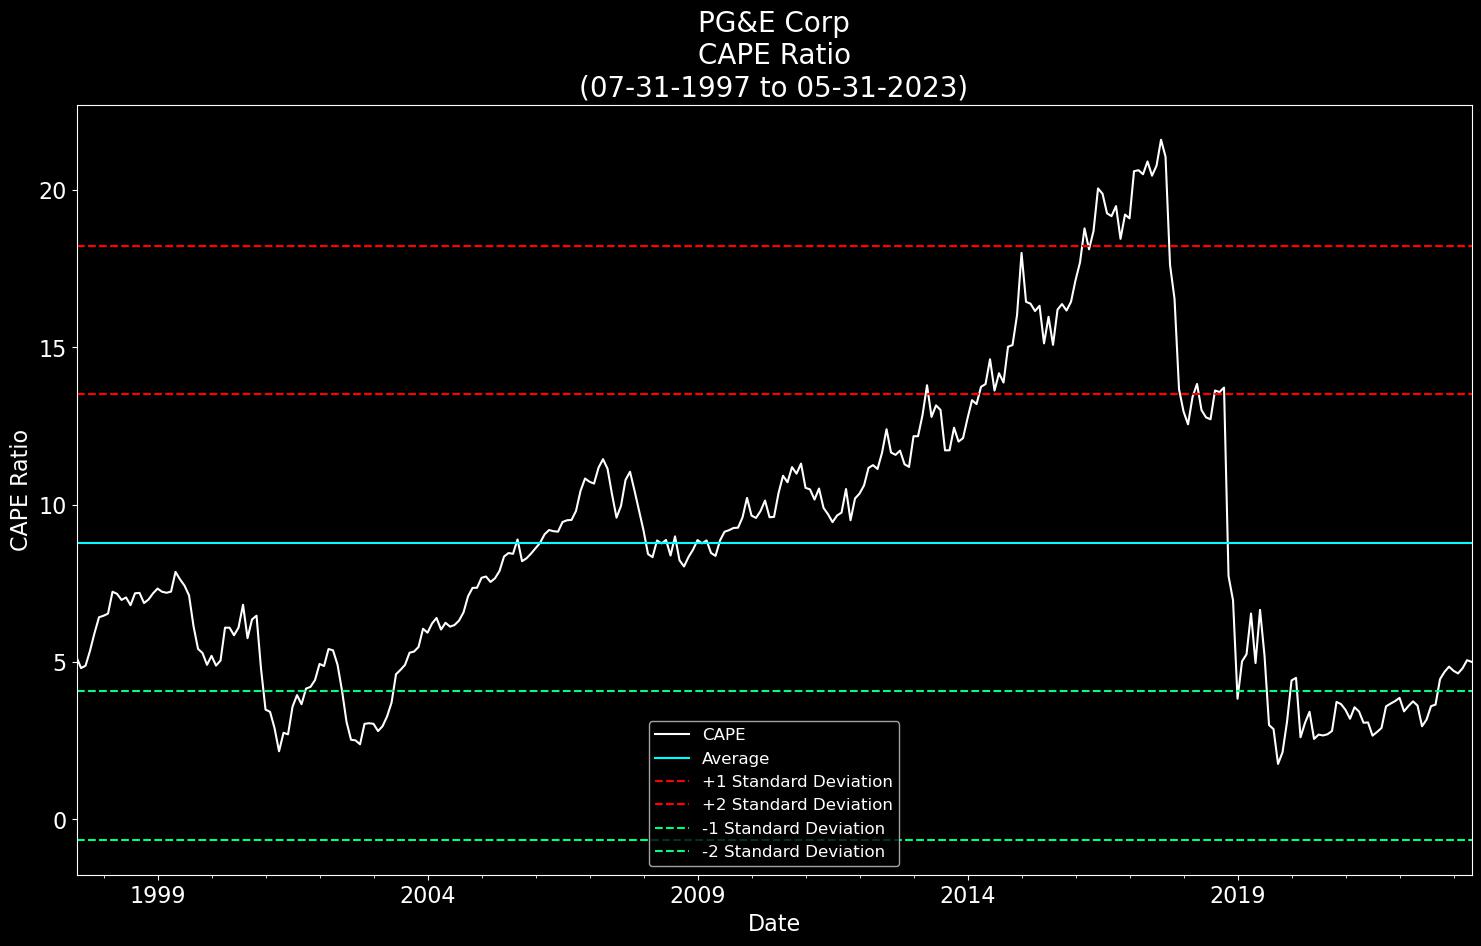 PG&E Corp
CAPE Ratio
(07-31-1997 to 05-31-2023)
CAPE Ratio
20
15
10
5
0
CAPE
Average
+1 Standard Deviation
+2 Standard Deviation
-1 Standard Deviation
-2 Standard Deviation
1999 2004 2009 2014 2019
Date